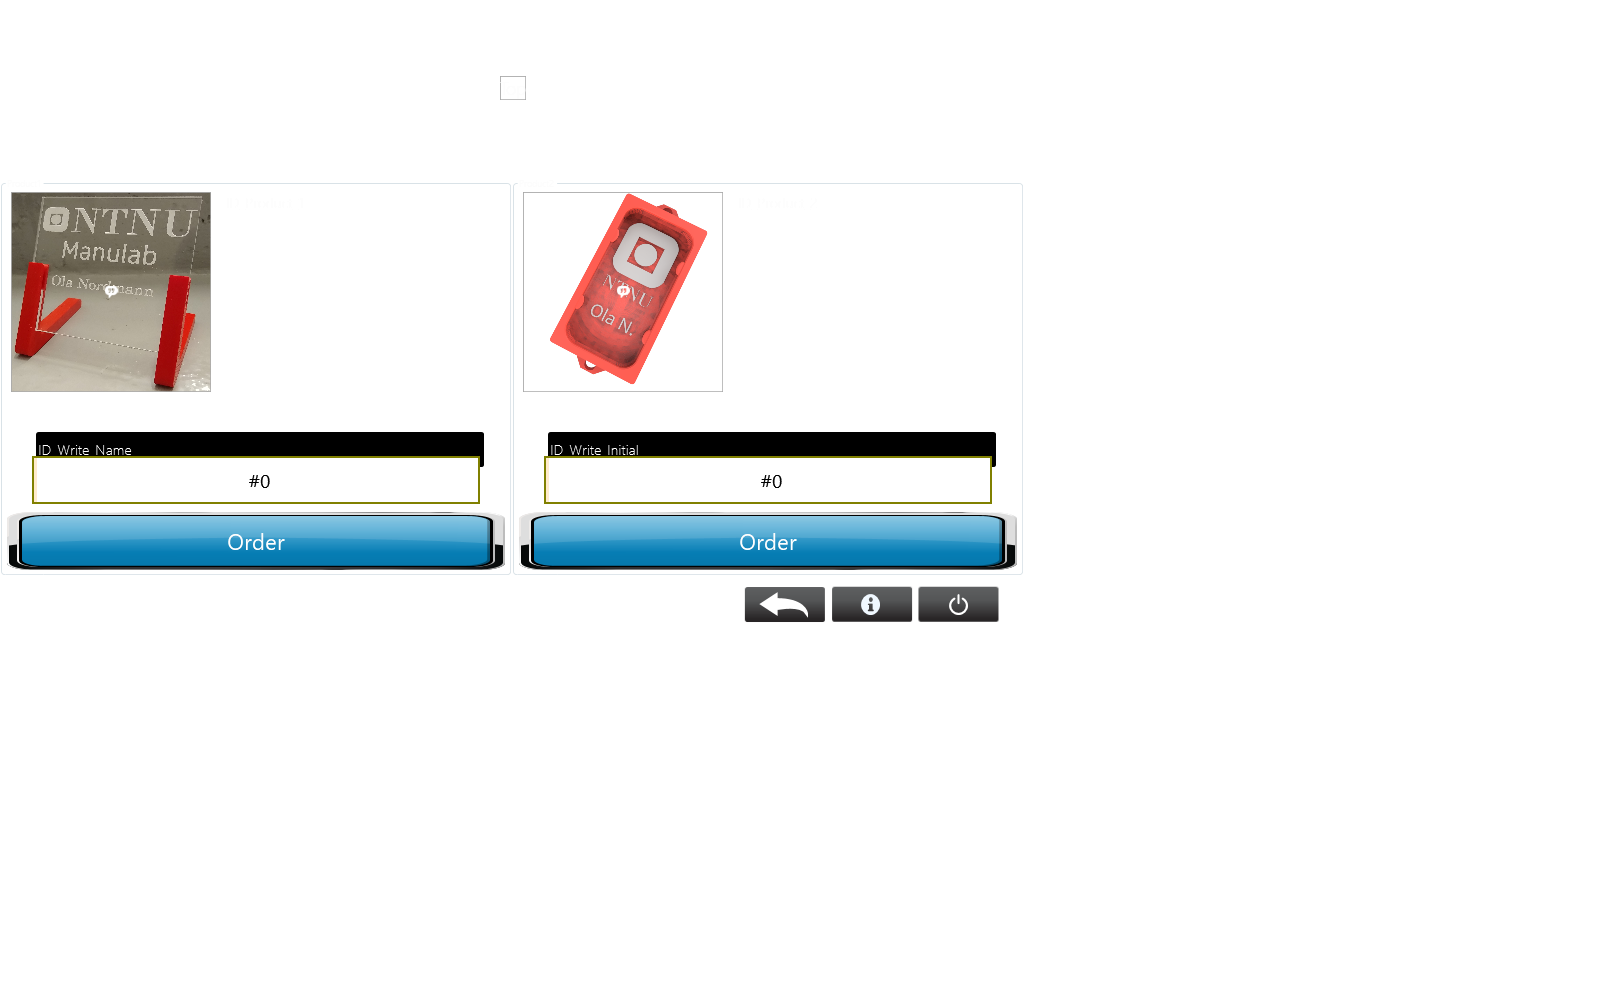 NTNU
Manulab
Ola Nordmann
NTNU
Ola N.
ID Write Name
ID Write Initial
#0
#0
Order
Order